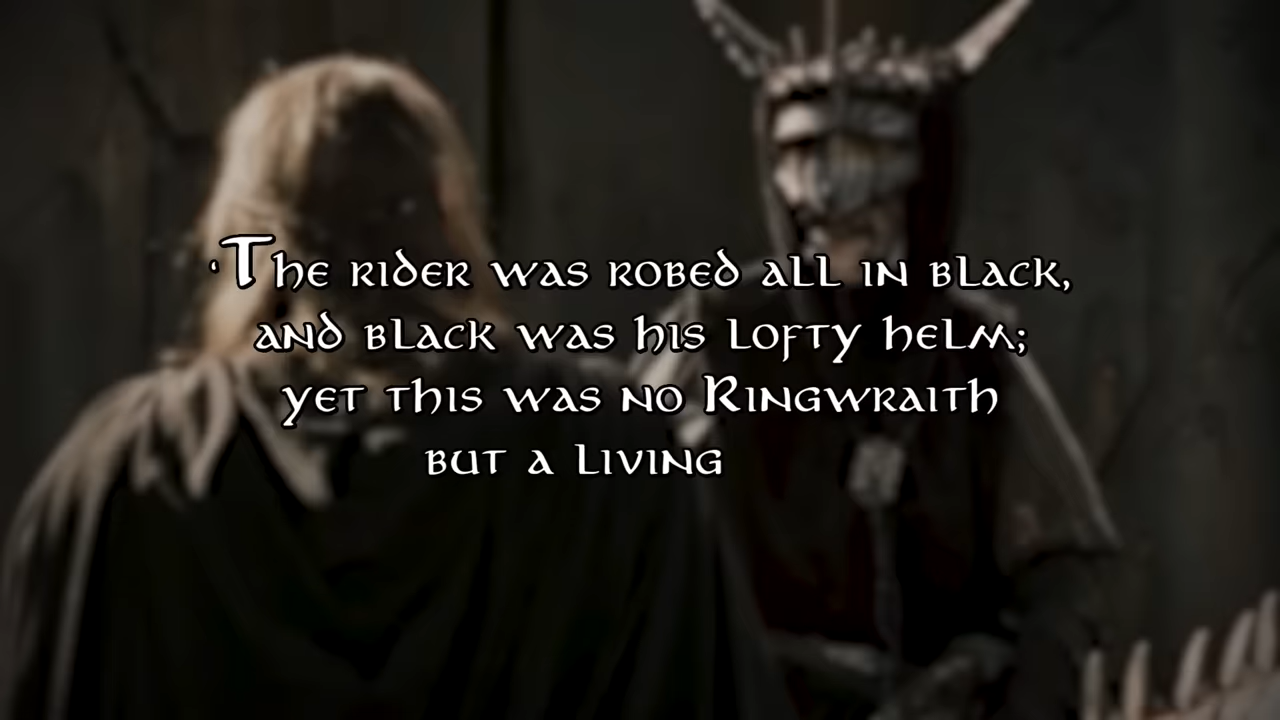 ‘The rider was robed all in black,
and black was his lofty helm;
yet this was no Ringwraith
but a living